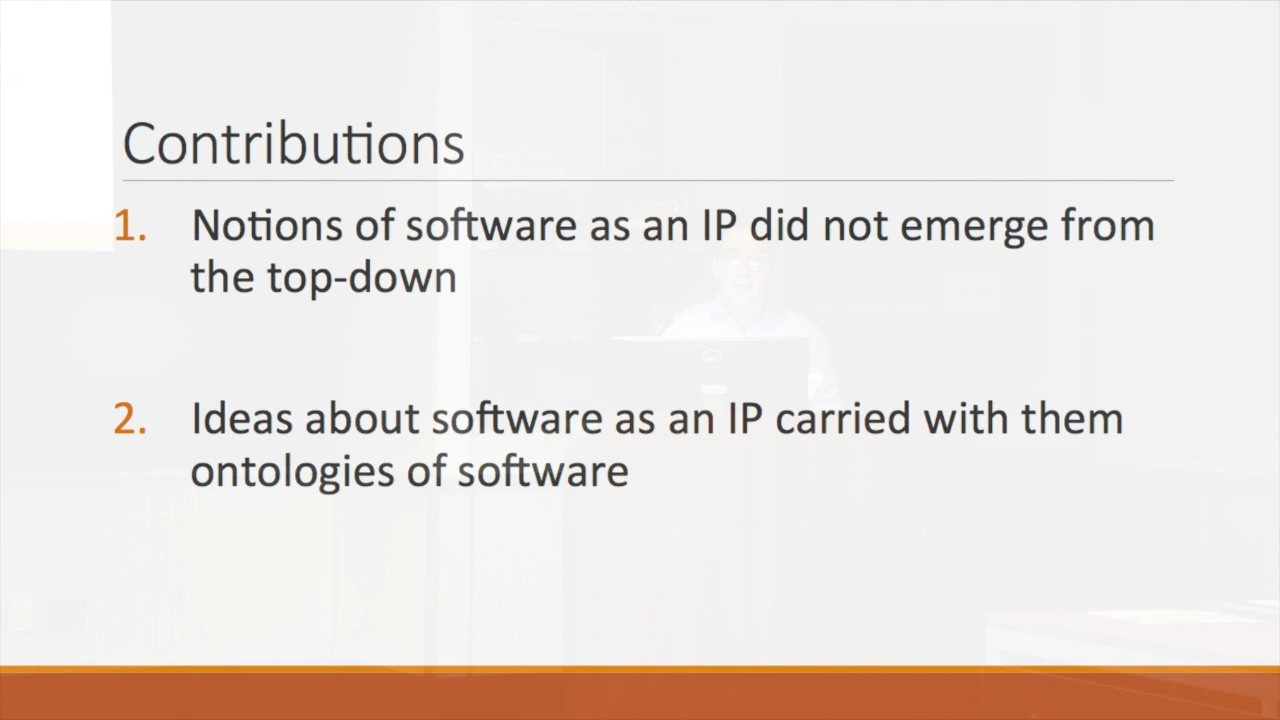 Contributions
1. Notions of software as an IP did not emerge from
the top-down
2. Ideas about software as an IP carried with them
ontologies of software